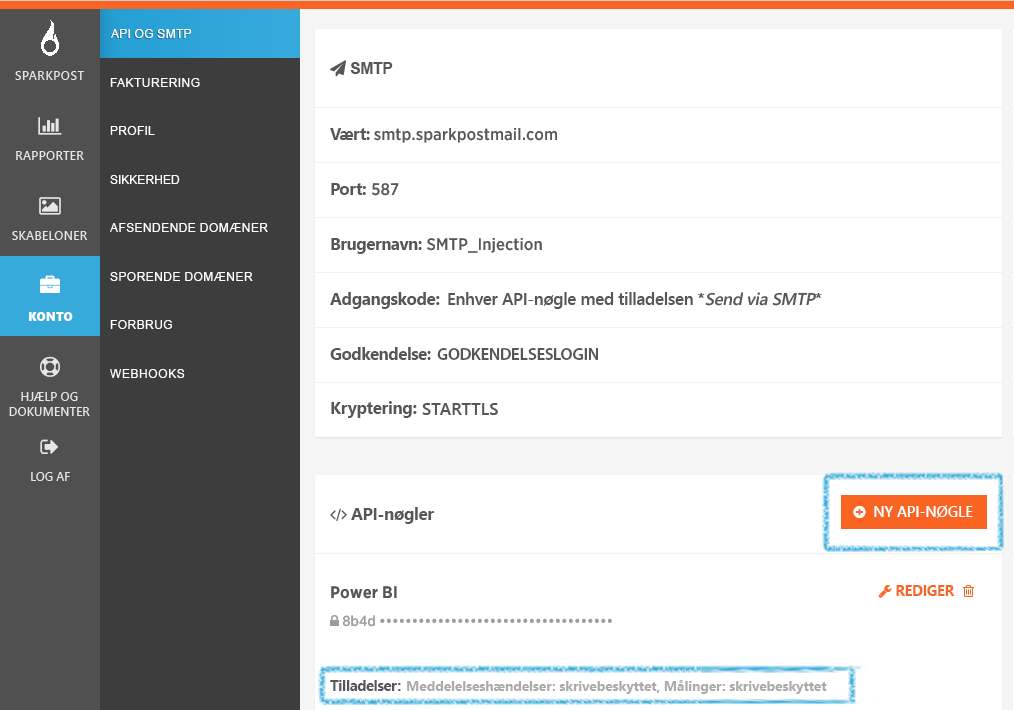 SPARKPOST
RAPPORTER
SKABELONER
KONTO
HJÆLP OG
DOKUMENTER
LOG AF
API OG SMTP
FAKTURERING
PROFIL
SIKKERHED
AFSENDENDE DOMÆNER
SPORENDE DOMÆNER
FORBRUG
WEBHOOKS
SMTP
Vært: smtp.sparkpostmail.com
Port: 587
Brugernavn: SMTP_Injection
Adgangskode: Enhver API-nøgle med tilladelsen *Send via SMTP*
Godkendelse: GODKENDELSESLOGIN
Kryptering: STARTTLS
</> API-nøgler
NY API-NØGLE
Power BI
REDIGER
8b4d ••••••••••••••••••••••••••••••••••••
Tilladelser: Meddelelseshændelser: skrivebeskyttet, Målinger: skrivebeskyttet